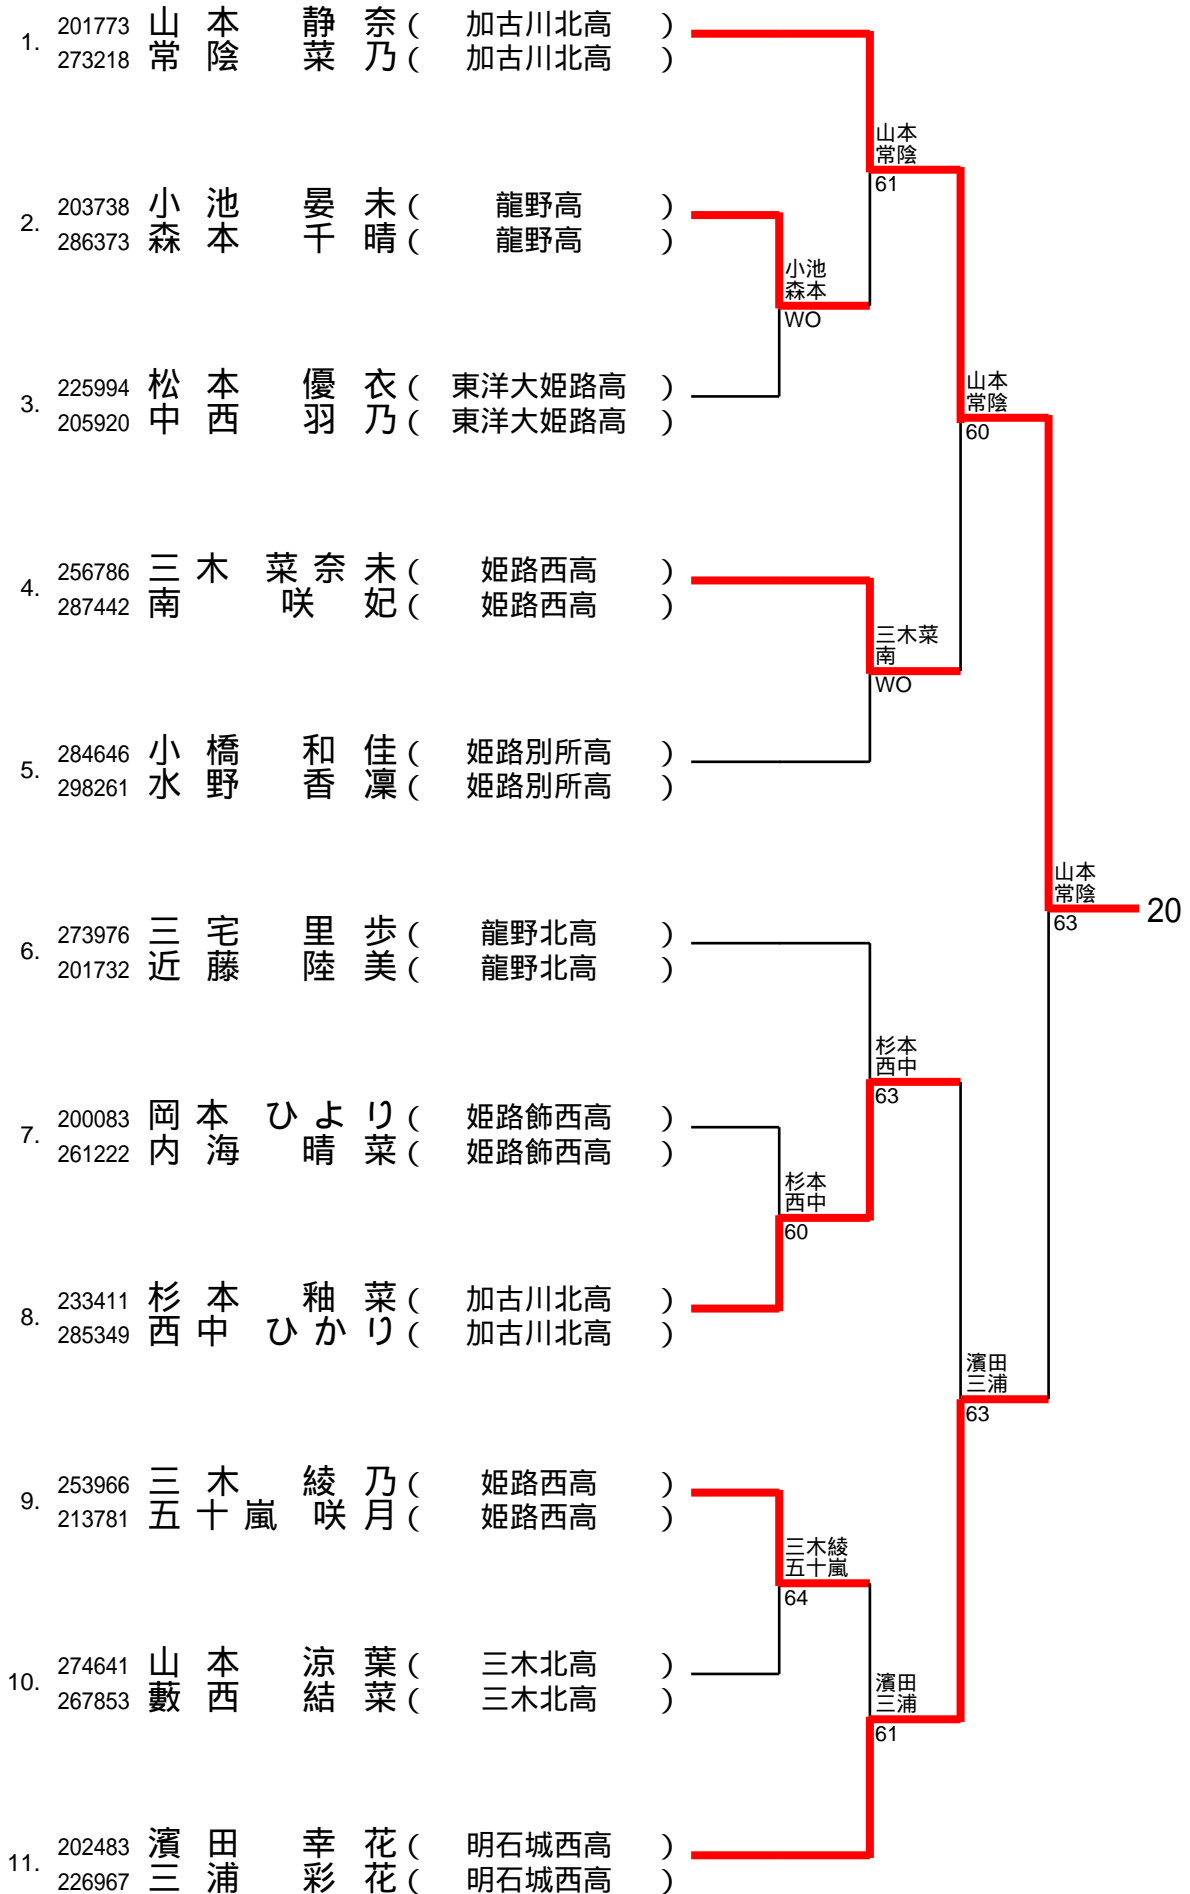 1. 201773 山本 静奈 ( 加古川北高 )
273218 常陰 菜乃 ( 加古川北高 )
山本
常陰
61
2. 203738 小池 晏未 ( 龍野高 )
286373 森本 千晴 ( 龍野高 )
小池
森本
WO
3. 225994 松本 優衣 ( 東洋大姫路高 )
205920 中西 羽乃 ( 東洋大姫路高 )
山本
常陰
60
4. 256786 三木 菜奈未 ( 姫路西高 )
287442 南 咲妃 ( 姫路西高 )
三木菜
南
WO
5. 284646 小橋 和佳 ( 姫路別所高 )
298261 水野 香凜 ( 姫路別所高 )
山本
常陰
63
20
6. 273976 三宅 里歩 ( 龍野北高 )
201732 近藤 陸美 ( 龍野北高 )
杉本
西中
63
7. 200083 岡本 ひより ( 姫路飾西高 )
261222 内海 晴菜 ( 姫路飾西高 )
杉本
西中
60
8. 233411 杉本 釉菜 ( 加古川北高 )
285349 西中 ひかり ( 加古川北高 )
濱田
三浦
63
9. 253966 三木 綾乃 ( 姫路西高 )
213781 五十嵐 咲月 ( 姫路西高 )
三木綾
五十嵐
64
10. 274641 山本 涼葉 ( 三木北高 )
267853 藪西 結菜 ( 三木北高 )
濱田
三浦
61
11. 202483 濱田 幸花 ( 明石城西高 )
226967 三浦 彩花 ( 明石城西高 )